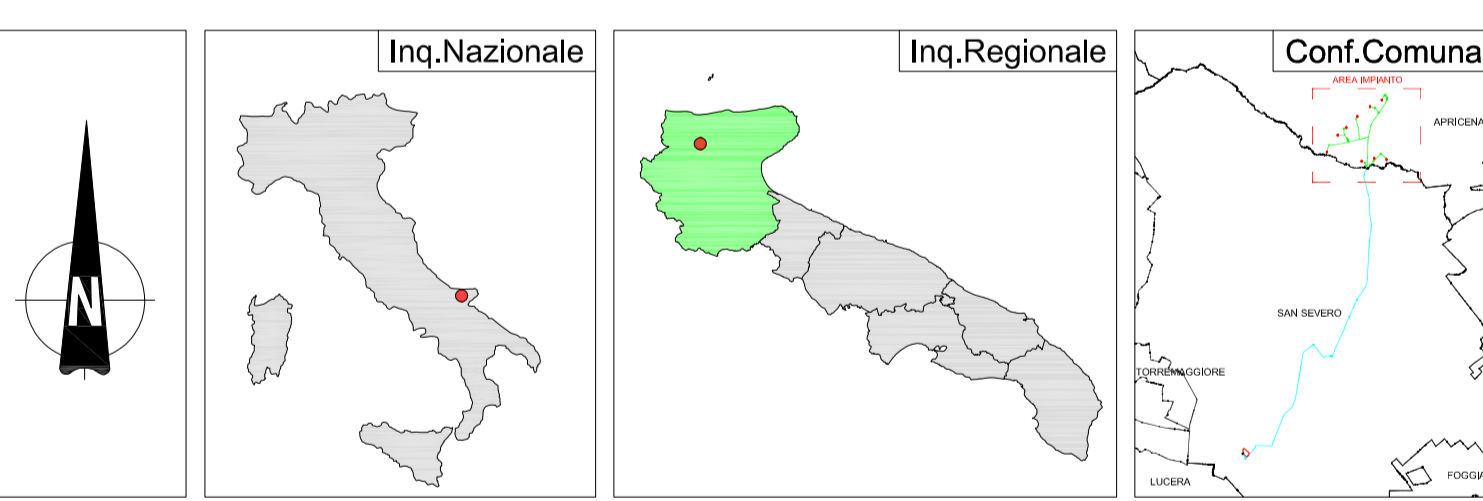 N
Inq.Nazionale
Inq.Regionale
Conf.Comuna
AREA IMPIANTO
APRICENA
SAN SEVERO
TORREMAGGIORE
LUCERA
FOGGIA